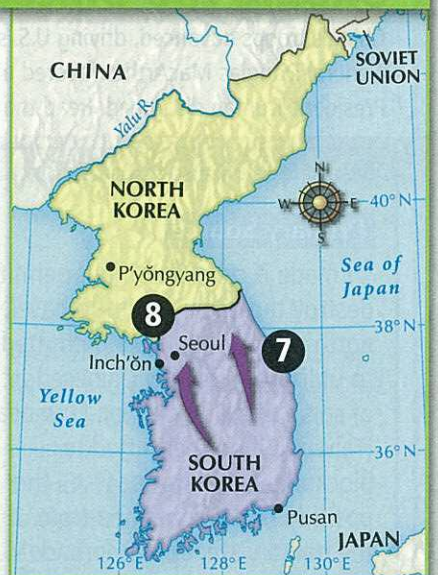 CHINA
SOVIET
UNION
Yalu R.
NORTH
KOREA
N
W
E
S
40°N
P'yŏngyang
Sea of
Japan
8
38°N
Seoul
7
Inch'ŏn
Yellow
Sea
36°N
SOUTH
KOREA
Pusan
JAPAN
126°E
128°E
130°E